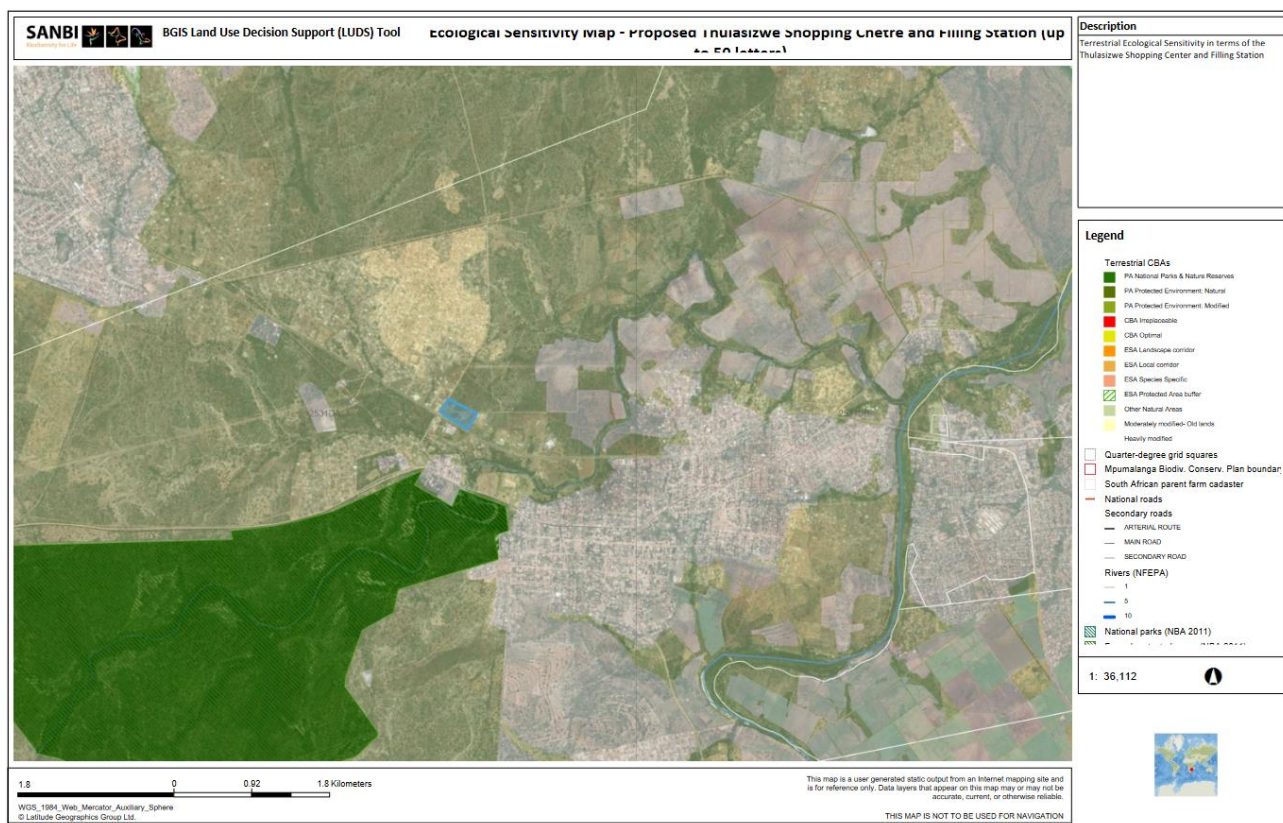 SANBI
Biodiversity for Life
BGIS Land Use Decision Support (LUDS) Tool
Ecological Sensitivity Map - Proposed Thulasizwe Shopping Chetre and Filling Station (up
to 50 letters)
Description
Terrestrial Ecological Sensitivity in terms of the
Thulasizwe Shopping Center and Filling Station
Legend
Terrestrial CBAs
PA National Parks & Nature Reserves
PA Protected Environment: Natural
PA Protected Environment: Modified
CBA Irreplaceable
CBA Optimal
ESA Landscape corridor
ESA Local corridor
ESA Species Specific
ESA Protected Area buffer
Other Natural Areas
Moderately modified- Old lands
Heavily modified
Quarter-degree grid squares
Mpumalanga Biodiv. Conserv. Plan boundar
South African parent farm cadaster
National roads
Secondary roads
ARTERIAL ROUTE
MAIN ROAD
SECONDARY ROAD
Rivers (NFEPA)
1
5
10
National parks (NBA 2011)
1: 36,112
1.8 0 0.92 1.8 Kilometers
WGS_1984_Web_Mercator_Auxiliary_Sphere
© Latitude Geographics Group Ltd.
This map is a user generated static output from an Internet mapping site and
is for reference only. Data layers that appear on this map may or may not be
accurate, current, or otherwise reliable.
THIS MAP IS NOT TO BE USED FOR NAVIGATION